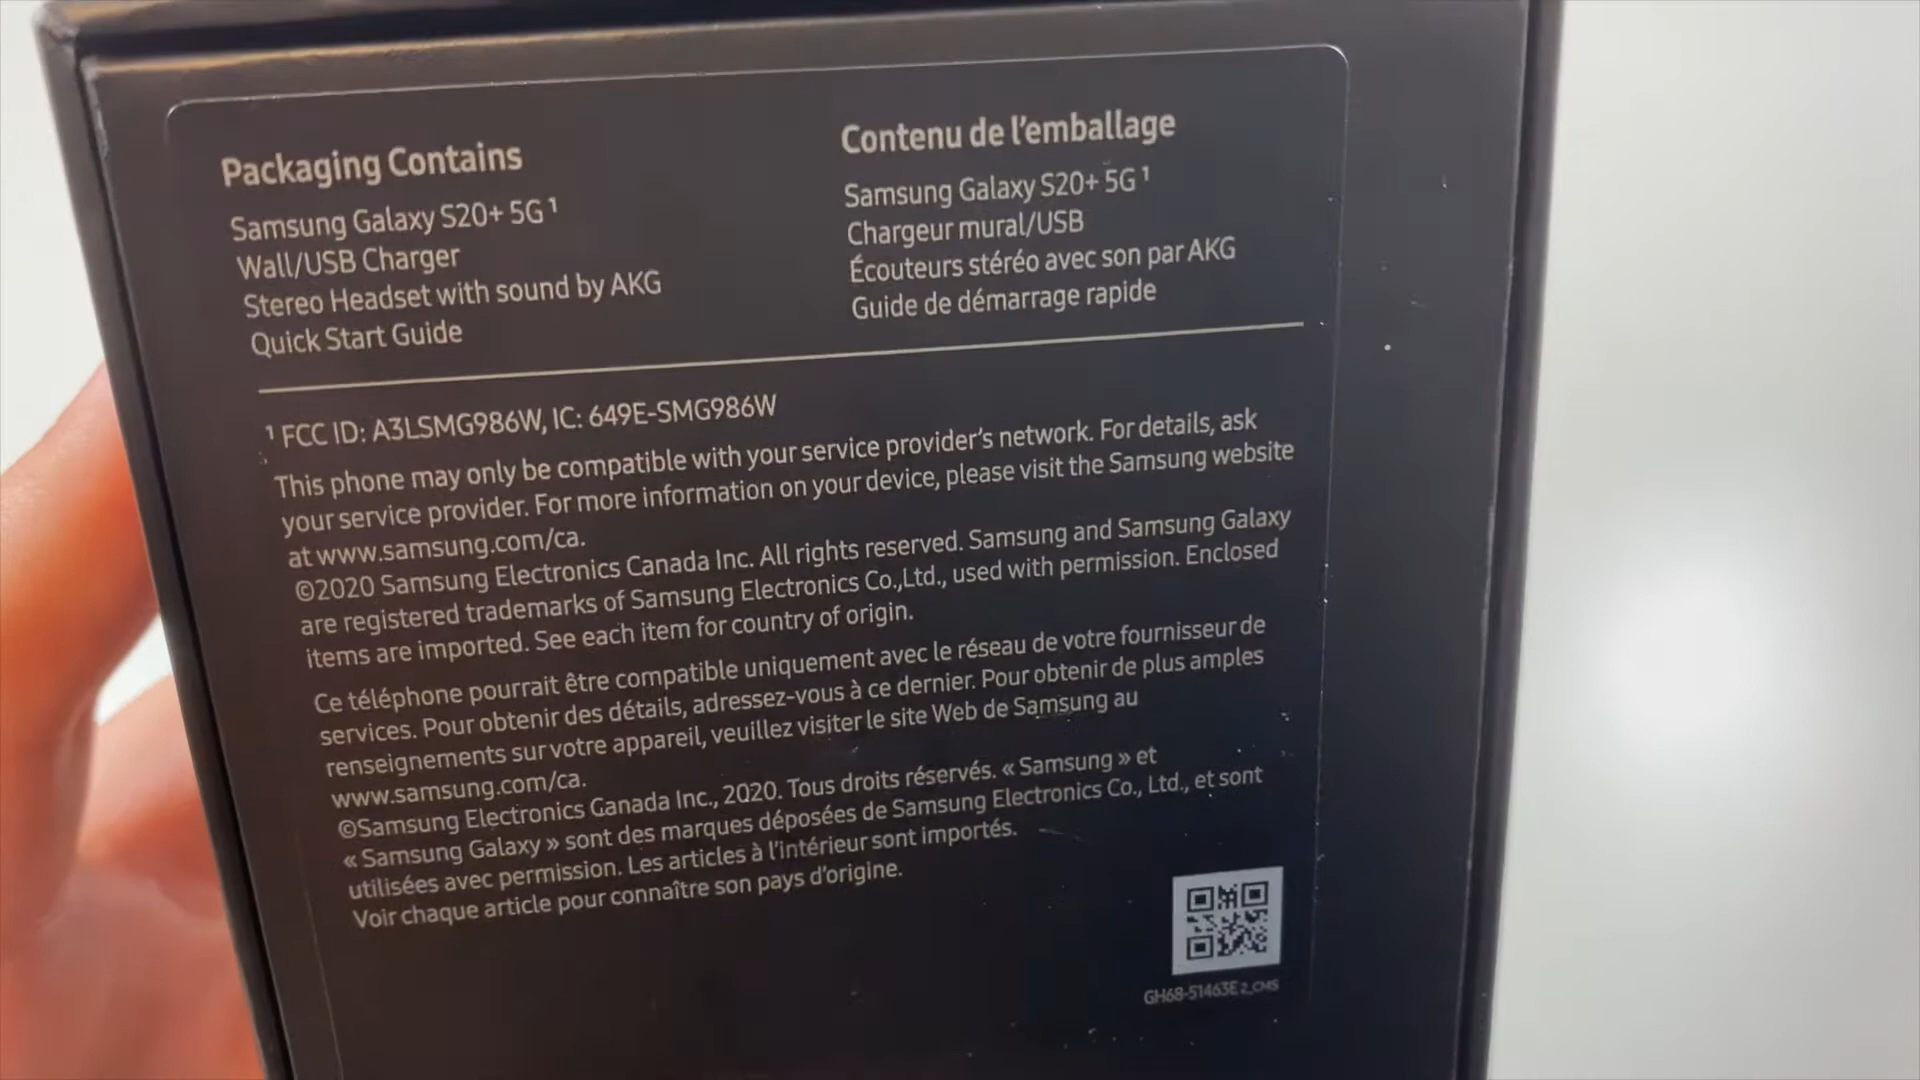 Packaging Contains
Samsung Galaxy S20+ 5G ¹
Wall/USB Charger
Stereo Headset with sound by AKG
Quick Start Guide
Contenu de l'emballage
Samsung Galaxy S20+ 5G ¹
Chargeur mural/USB
Écouteurs stéréo avec son par AKG
Guide de démarrage rapide
¹ FCC ID: A3LSMG986W, IC: 649E-SMG986W
This phone may only be compatible with your service provider's network. For details, ask
your service provider. For more information on your device, please visit the Samsung website
at www.samsung.com/ca.
©2020 Samsung Electronics Canada Inc. All rights reserved. Samsung and Samsung Galaxy
are registered trademarks of Samsung Electronics Co.,Ltd., used with permission. Enclosed
items are imported. See each item for country of origin.
Ce téléphone pourrait être compatible uniquement avec le réseau de votre fournisseur de
services. Pour obtenir des détails, adressez-vous à ce dernier. Pour obtenir de plus amples
renseignements sur votre appareil, veuillez visiter le site Web de Samsung au
www.samsung.com/ca.
©Samsung Electronics Canada Inc., 2020. Tous droits réservés. « Samsung » et
« Samsung Galaxy » sont des marques déposées de Samsung Electronics Co., Ltd., et sont
utilisées avec permission. Les articles à l'intérieur sont importés.
Voir chaque article pour connaître son pays d'origine.
GH68-51463E 2_CMS